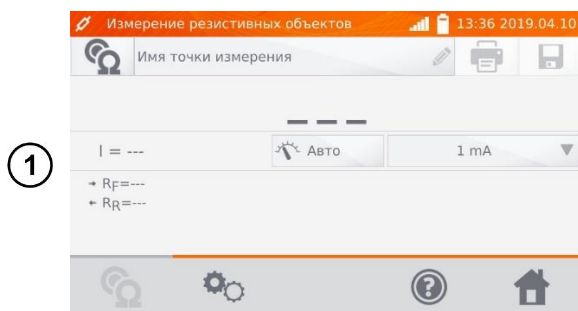 Измерение резистивных объектов 13:36 2019.04.10
Имя точки измерения
---
1
I = --- Авто 1 mA
→ RF=---
← RR=---